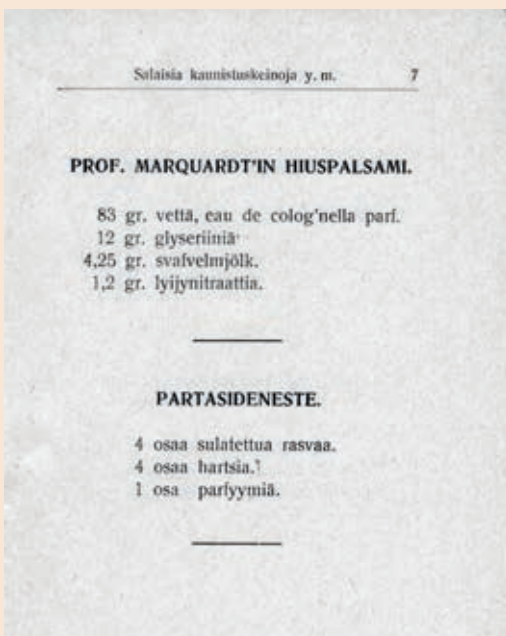 Salaisia kaunistuskeinoja y. m. 7
PROF. MARQUARDT'IN HIUSPALSAMI.
83 gr. vettä, eau de colog'nella parf.
12 gr. glyseriiniä
4,25 gr. svafvelmjölk.
1,2 gr. lyijynitraattia.
PARTASIDENESTE.
4 osaa sulatettua rasvaa.
4 osaa hartsia.
1 osa parfyymiä.